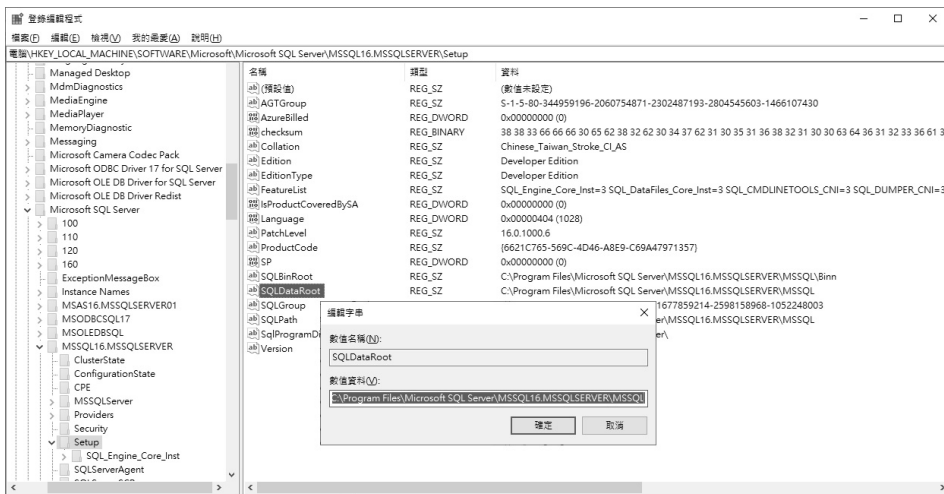 登錄編輯程式
檔案(F) 編輯(E) 檢視(V) 我的最愛(A) 說明(H)
電腦\HKEY_LOCAL_MACHINE\SOFTWARE\Microsoft\Microsoft SQL Server\MSSQL16.MSSQLSERVER\Setup
Managed Desktop
MdmDiagnostics
MediaEngine
MediaPlayer
MemoryDiagnostic
Messaging
Microsoft Camera Codec Pack
Microsoft ODBC Driver 17 for SQL Server
Microsoft OLE DB Driver for SQL Server
Microsoft OLE DB Driver Redist
Microsoft SQL Server
100
110
120
160
ExceptionMessageBox
Instance Names
MSAS16.MSSQLSERVER01
MSODBCSQL17
MSOLEDBSQL
MSSQL16.MSSQLSERVER
ClusterState
ConfigurationState
CPE
MSSQLServer
Providers
Security
Setup
SQL_Engine_Core_Inst
SQLServerAgent
名稱 類型 資料
(預設值) REG_SZ (數值未設定)
AGTGroup REG_SZ S-1-5-80-344959196-2060754871-2302487193-2804545603-1466107430
AzureBilled REG_DWORD 0x00000000 (0)
checksum REG_BINARY 38 38 33 66 66 66 30 65 62 38 32 62 30 34 37 62 31 30 35 31 36 38 32 31 30 30 63 64 36 31 32 33 36 61 3
Collation REG_SZ Chinese_Taiwan_Stroke_CI_AS
Edition REG_SZ Developer Edition
EditionType REG_SZ Developer Edition
FeatureList REG_SZ SQL_Engine_Core_Inst=3 SQL_DataFiles_Core_Inst=3 SQL_CMDLINETOOLS_CNI=3 SQL_DUMPER_CNI=3
IsProductCoveredBySA REG_DWORD 0x00000000 (0)
Language REG_DWORD 0x00000404 (1028)
PatchLevel REG_SZ 16.0.1000.6
ProductCode REG_SZ {6621C765-569C-4D46-A8E9-C69A47971357}
SP REG_DWORD 0x00000000 (0)
SQLBinRoot REG_SZ C:\Program Files\Microsoft SQL Server\MSSQL16.MSSQLSERVER\MSSQL\Binn
SQLDataRoot REG_SZ C:\Program Files\Microsoft SQL Server\MSSQL16.MSSQLSERVER\MSSQL
SQLGroup 1677859214-2598158968-1052248003
SQLPath er\MSSQL16.MSSQLSERVER\MSSQL
SqlProgramDi er\
Version
編輯字串
數值名稱(N):
SQLDataRoot
數值資料(V):
C:\Program Files\Microsoft SQL Server\MSSQL16.MSSQLSERVER\MSSQL
確定 取消